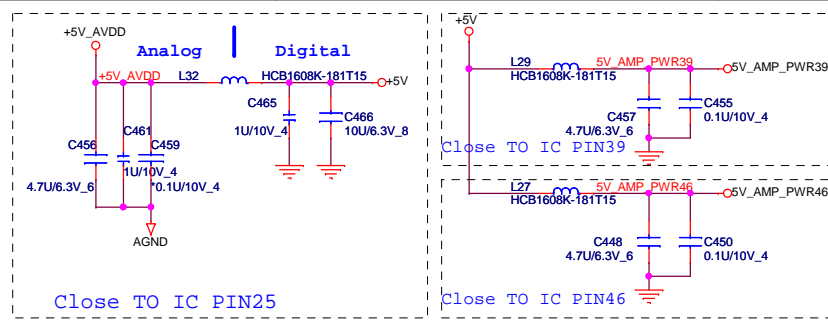 +5V_AVDD
Analog
Digital
+5V_AVDD
L32
HCB1608K-181T15
+5V
C465
1U/10V_4
C466
10U/6.3V_8
C456
4.7U/6.3V_6
C461
1U/10V_4
C459
*0.1U/10V_4
AGND
Close TO IC PIN25
+5V
L29
HCB1608K-181T15
5V_AMP_PWR39
5V_AMP_PWR39
C457
4.7U/6.3V_6
C455
0.1U/10V_4
Close TO IC PIN39
L27
HCB1608K-181T15
5V_AMP_PWR46
5V_AMP_PWR46
C448
4.7U/6.3V_6
C450
0.1U/10V_4
Close TO IC PIN46